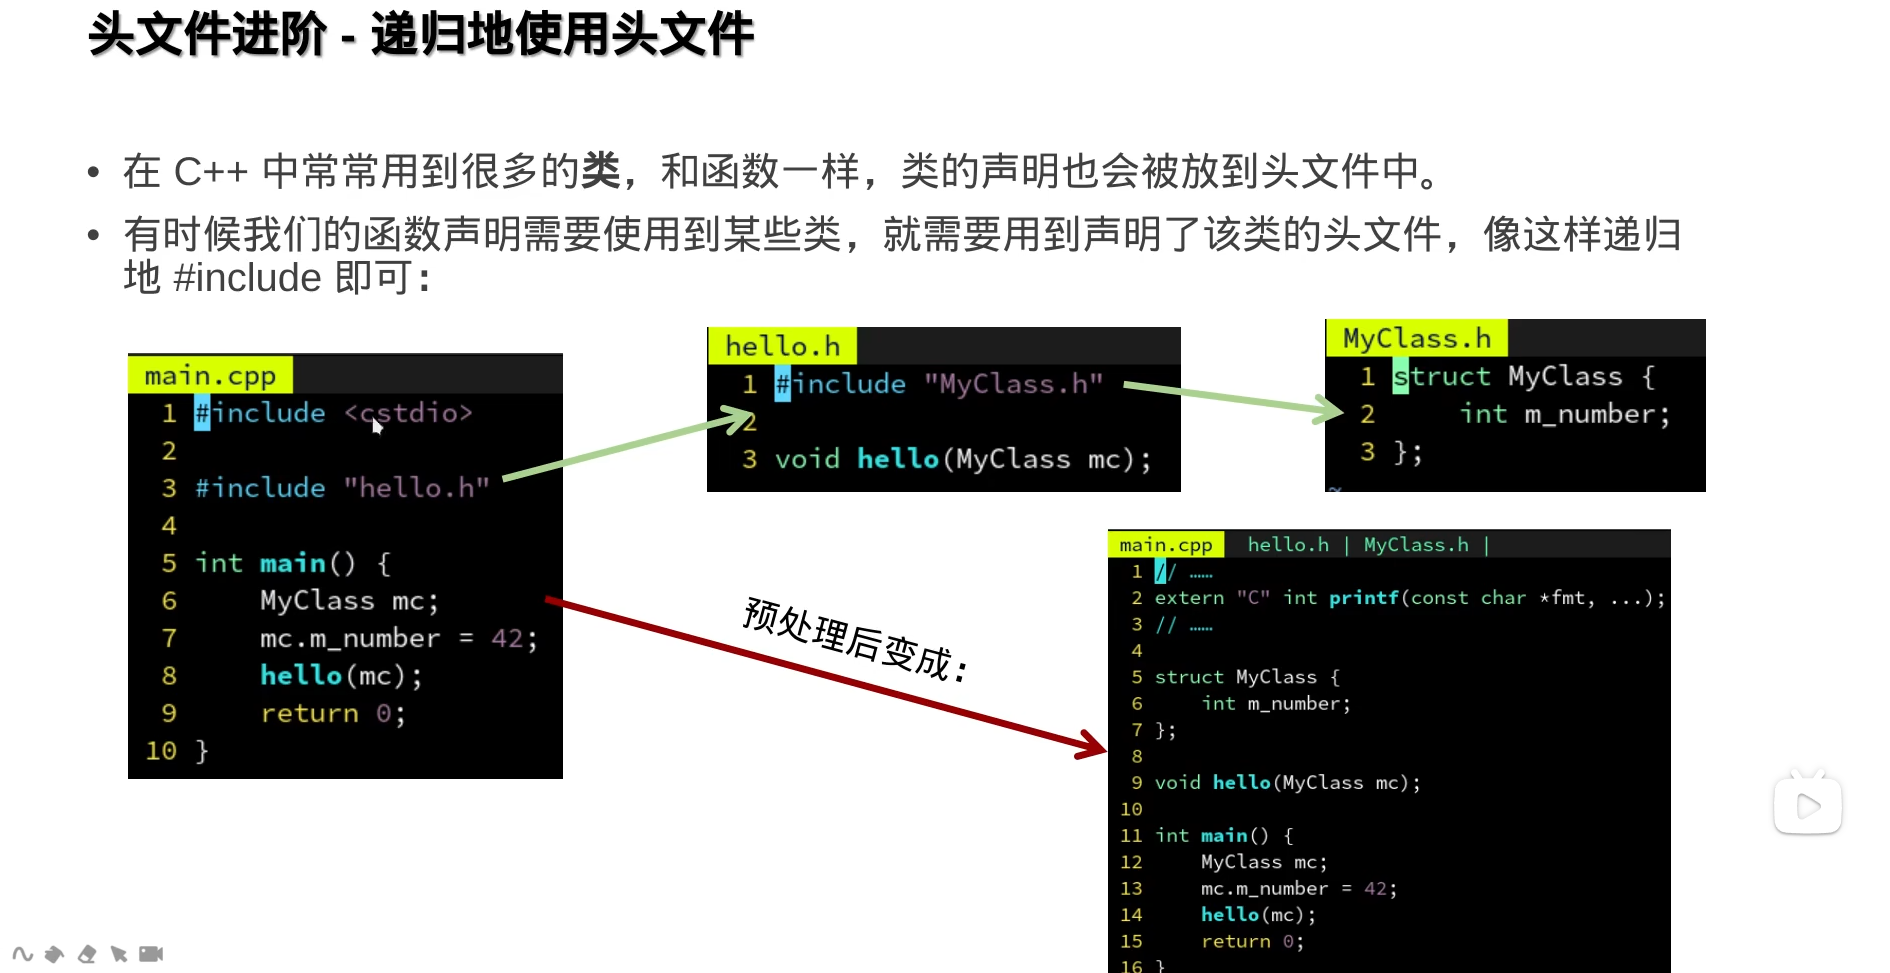 头文件进阶 - 递归地使用头文件
• 在 C++ 中常常用到很多的类，和函数一样，类的声明也会被放到头文件中。
• 有时候我们的函数声明需要使用到某些类，就需要用到声明了该类的头文件，像这样递归
地 #include 即可：
main.cpp
1 #include <cstdio>
2
3 #include "hello.h"
4
5 int main() {
6     MyClass mc;
7     mc.m_number = 42;
8     hello(mc);
9     return 0;
10 }
hello.h
1 #include "MyClass.h"
2
3 void hello(MyClass mc);
MyClass.h
1 struct MyClass {
2     int m_number;
3 };
~
预处理后变成：
main.cpp hello.h | MyClass.h |
1 // ……
2 extern "C" int printf(const char *fmt, ...);
3 // ……
4
5 struct MyClass {
6     int m_number;
7 };
8
9 void hello(MyClass mc);
10
11 int main() {
12     MyClass mc;
13     mc.m_number = 42;
14     hello(mc);
15     return 0;
16 }